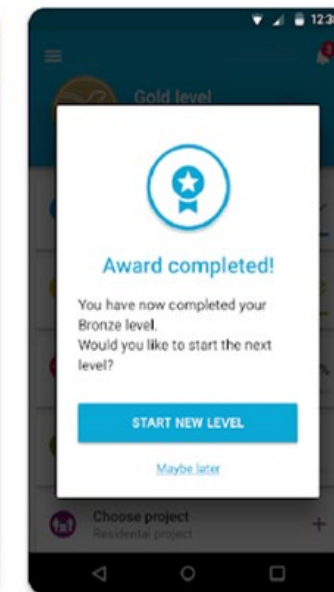 12:3
Gold level
Award completed!
You have now completed your
Bronze level.
Would you like to start the next
level?
START NEW LEVEL
Maybe later
%
Choose project
Residental project
+